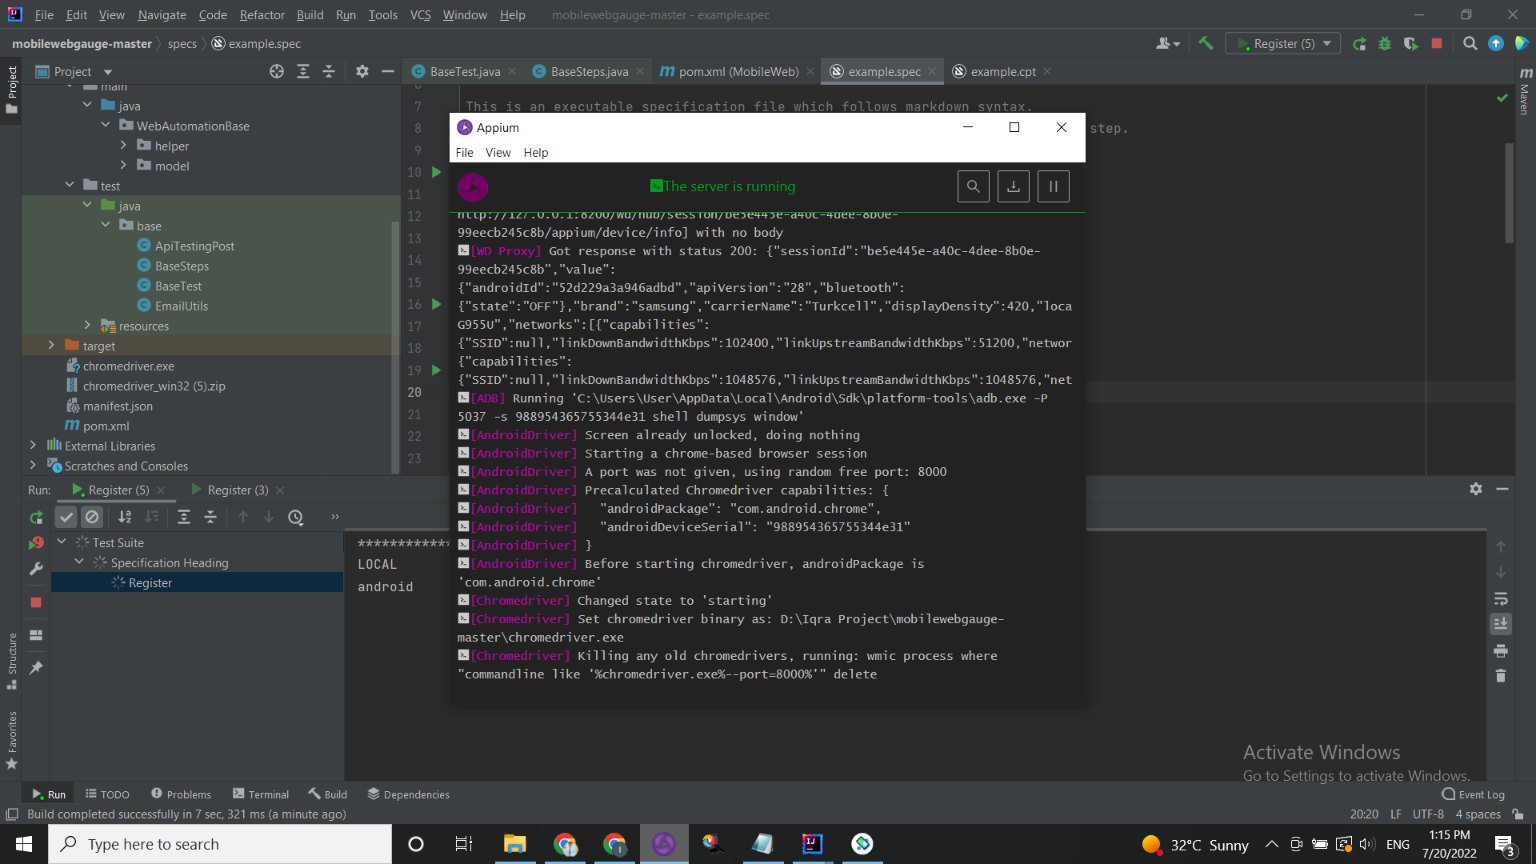 File Edit View Navigate Code Refactor Build Run Tools VCS Window Help mobilewebgauge-master - example.spec
mobilewebgauge-master specs example.spec Register (5)
Project BaseTest.java BaseSteps.java pom.xml (MobileWeb) example.spec example.cpt
Project
Maven
main
java
WebAutomationBase
helper
model
test
java
base
ApiTestingPost
BaseSteps
BaseTest
EmailUtils
resources
target
chromedriver.exe
chromedriver_win32 (5).zip
manifest.json
pom.xml
External Libraries
Scratches and Consoles
7 This is an executable specification file which follows markdown syntax.
8 step.
9
10
11
12
13
14
15
16
17
18
19
20
21
22
23
Appium
File View Help
The server is running
http://127.0.0.1:8200/wd/hub/session/be5e445e-a40c-4dee-8b0e-
99eecb245c8b/appium/device/info] with no body
[WD Proxy] Got response with status 200: {"sessionId":"be5e445e-a40c-4dee-8b0e-
99eecb245c8b","value":
{"androidId":"52d229a3a946adbd","apiVersion":"28","bluetooth":
{"state":"OFF"},"brand":"samsung","carrierName":"Turkcell","displayDensity":420,"loca
G955U","networks":[{"capabilities":
{"SSID":null,"linkDownBandwidthKbps":102400,"linkUpstreamBandwidthKbps":51200,"networ
{"capabilities":
{"SSID":null,"linkDownBandwidthKbps":1048576,"linkUpstreamBandwidthKbps":1048576,"net
[ADB] Running 'C:\Users\User\AppData\Local\Android\Sdk\platform-tools\adb.exe -P
5037 -s 988954365755344e31 shell dumpsys window'
[AndroidDriver] Screen already unlocked, doing nothing
[AndroidDriver] Starting a chrome-based browser session
[AndroidDriver] A port was not given, using random free port: 8000
[AndroidDriver] Precalculated Chromedriver capabilities: {
[AndroidDriver] "androidPackage": "com.android.chrome",
[AndroidDriver] "androidDeviceSerial": "988954365755344e31"
[AndroidDriver] }
[AndroidDriver] Before starting chromedriver, androidPackage is
'com.android.chrome'
[Chromedriver] Changed state to 'starting'
[Chromedriver] Set chromedriver binary as: D:\Iqra Project\mobilewebgauge-
master\chromedriver.exe
[Chromedriver] Killing any old chromedrivers, running: wmic process where
"commandline like '%chromedriver.exe%--port=8000%'" delete
Run: Register (5) Register (3)
Test Suite
Specification Heading
Register
*************
LOCAL
android
Structure
Favorites
Activate Windows
Go to Settings to activate Windows.
Run TODO Problems Terminal Build Dependencies Event Log
Build completed successfully in 7 sec, 321 ms (a minute ago) 20:20 LF UTF-8 4 spaces
Type here to search 32°C Sunny ENG 1:15 PM
7/20/2022 3